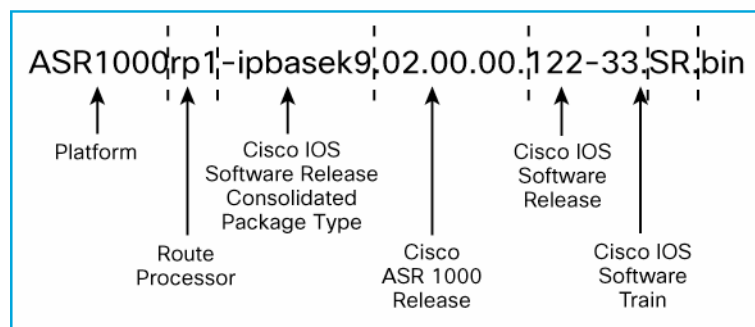 ASR1000rp1-ipbasek9.02.00.00.122-33.SR.bin
Platform
Cisco IOS
Software Release
Consolidated
Package Type
Cisco IOS
Software
Release
Route
Processor
Cisco
ASR 1000
Release
Cisco IOS
Software
Train